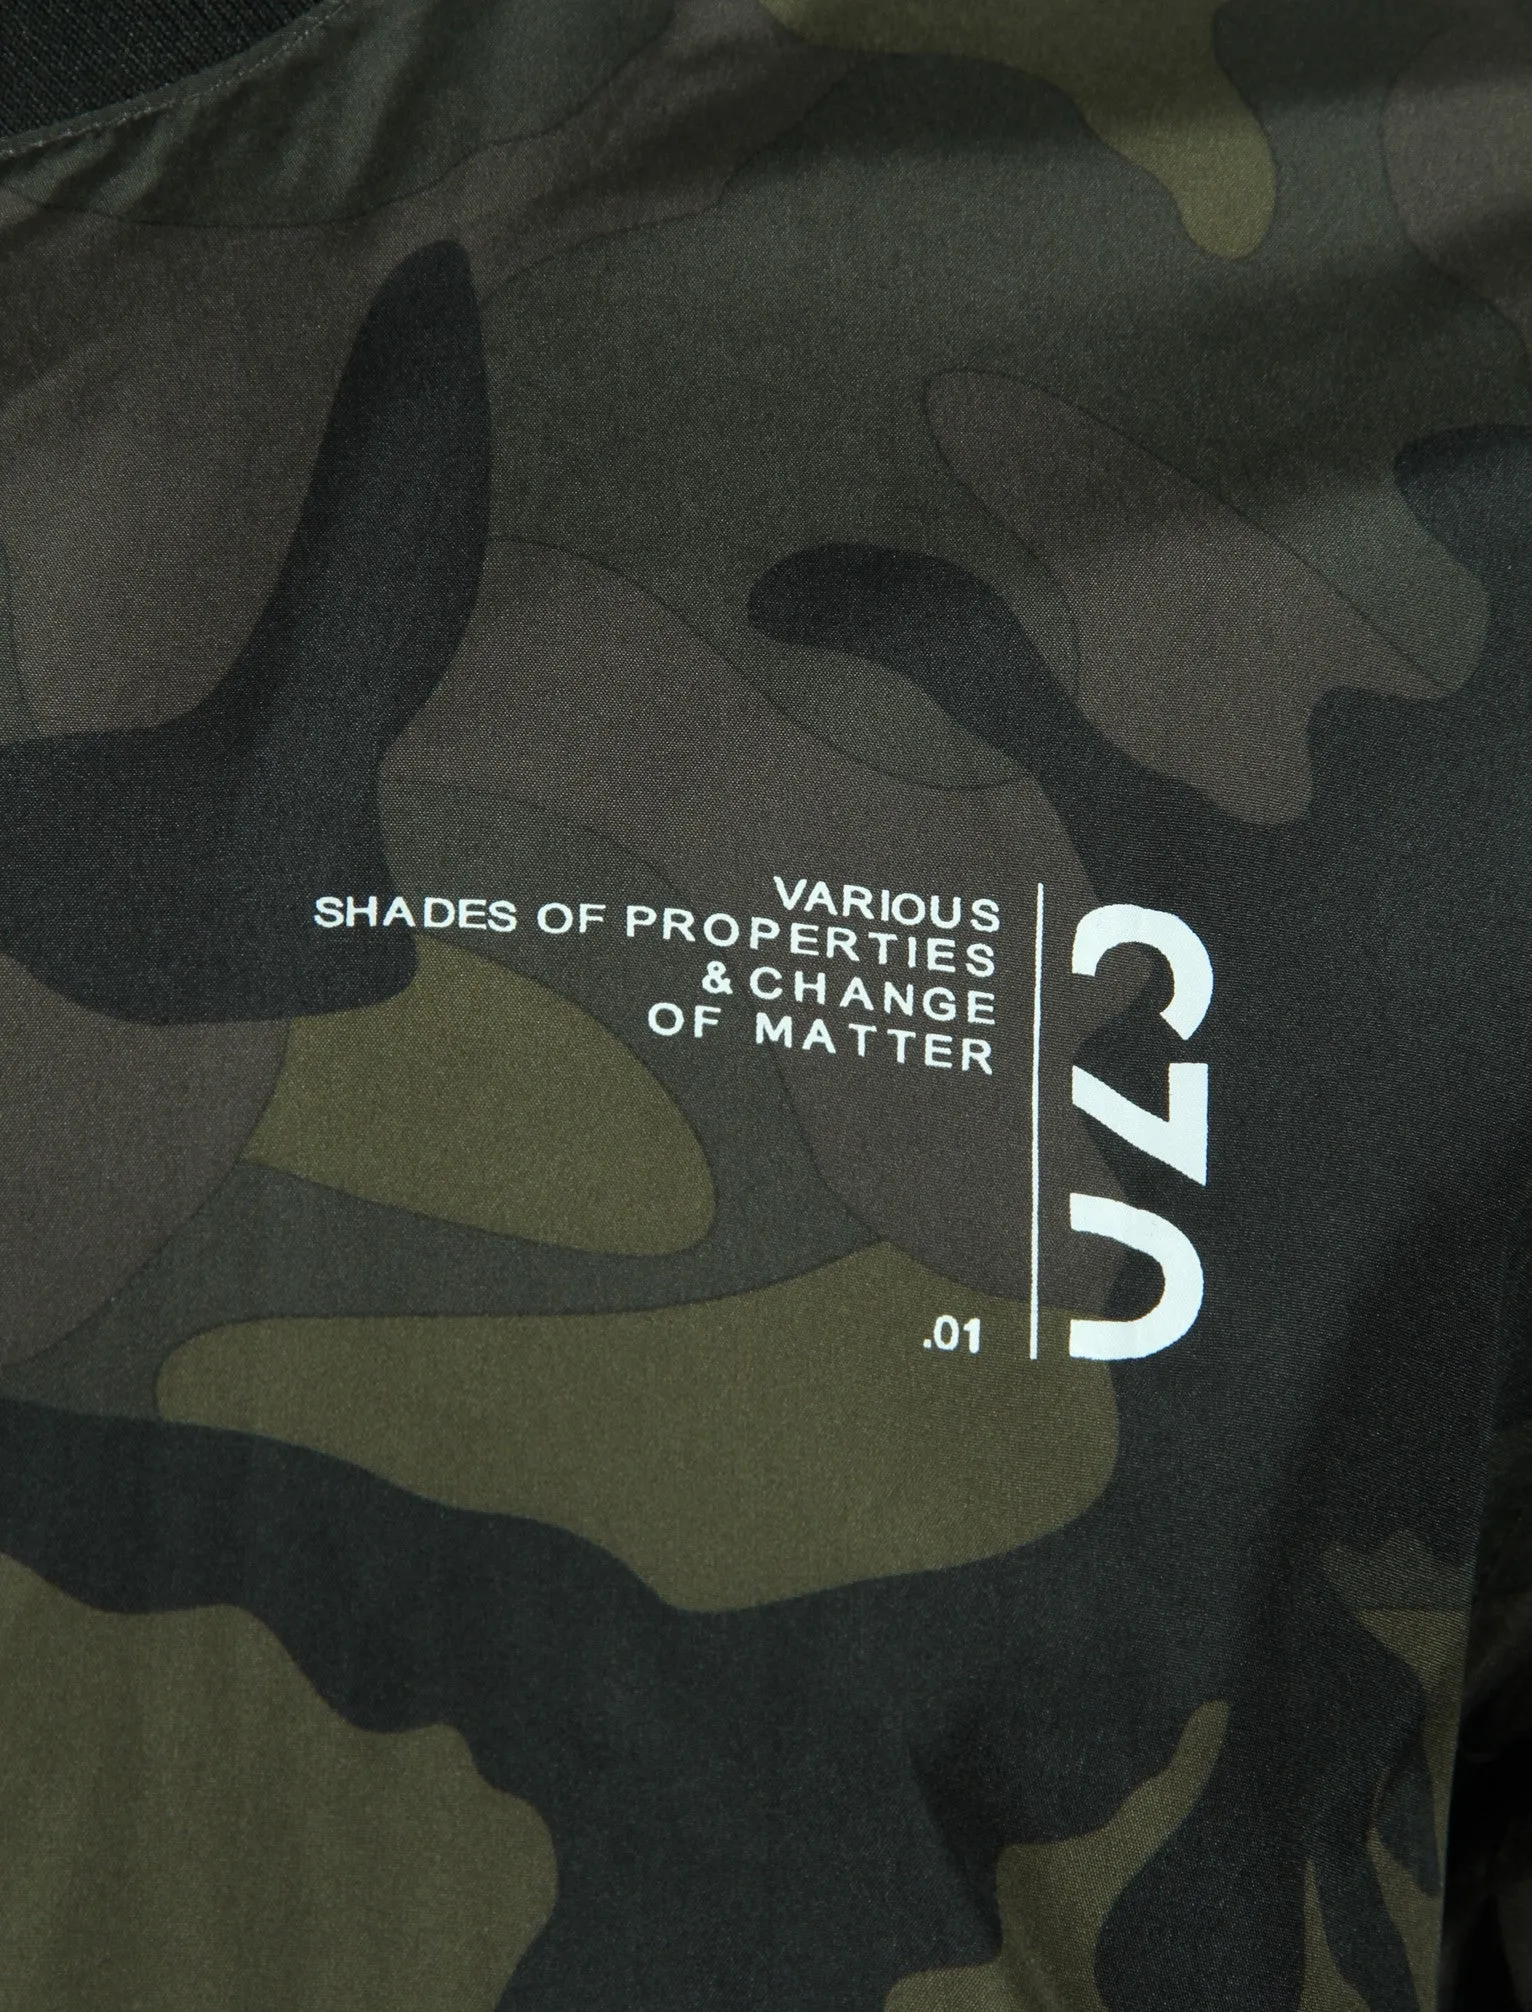 VARIOUS
SHADES OF PROPERTIES
& CHANGE
OF MATTER
.01